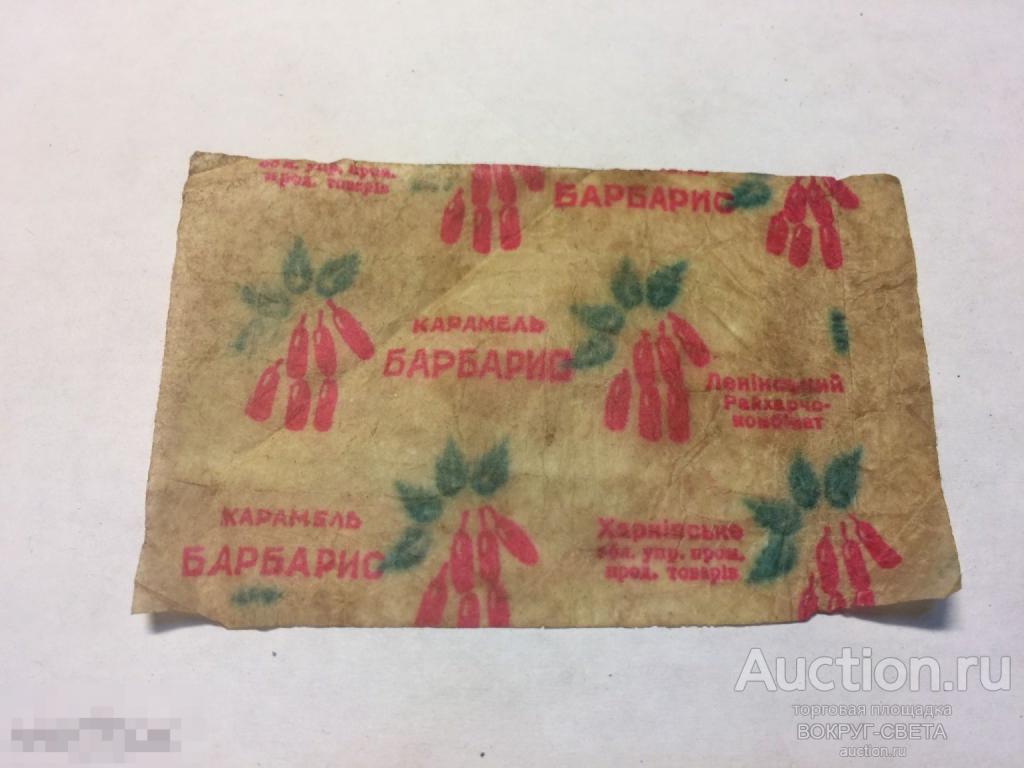 обл. упр. пром.
прод. товарів
БАРБАРИС
КАРАМЕЛЬ
БАРБАРИС
Ленінський
Райхарчо-
комбінат
КАРАМЕЛЬ
БАРБАРИС
Харківське
обл. упр. пром.
прод. товарів
Auction.ru
торговая площадка
ВОКРУГ-СВЕТА
auction.ru